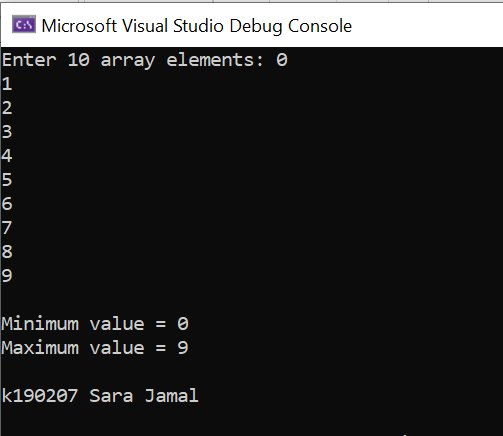 C:\
Microsoft Visual Studio Debug Console
Enter 10 array elements: 0
1
2
3
4
5
6
7
8
9
Minimum value = 0
Maximum value = 9
k190207 Sara Jamal